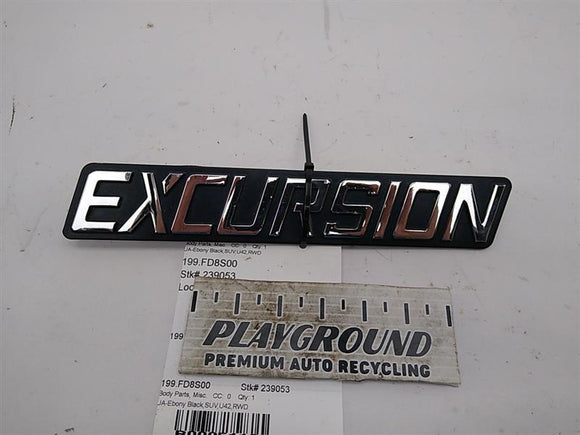 EXCURSION
Body Parts, Misc. CC: 0 Qty: 1
UA-Ebony Black,SUV,U42,RWD
199.FD8S00
Stk# 239053
Loc
199
PLAYGROUND
PREMIUM AUTO RECYCLING
199.FD8S00 Stk# 239053
Body Parts, Misc. CC: 0 Qty: 1
UA-Ebony Black,SUV,U42,RWD